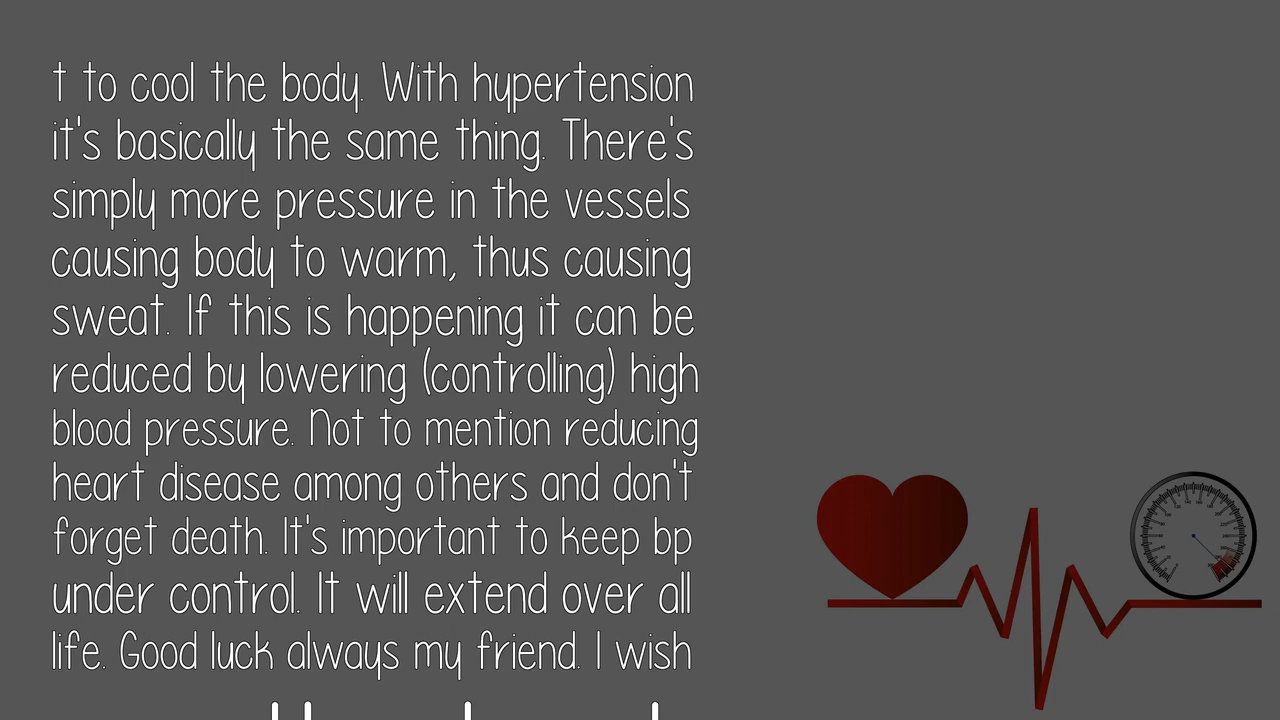 t to cool the body. With hypertension
it's basically the same thing. There's
simply more pressure in the vessels
causing body to warm, thus causing
sweat. If this is happening it can be
reduced by lowering (controlling) high
blood pressure. Not to mention reducing
heart disease among others and don't
forget death. It's important to keep bp
under control. It will extend over all
life. Good luck always my friend. I wish